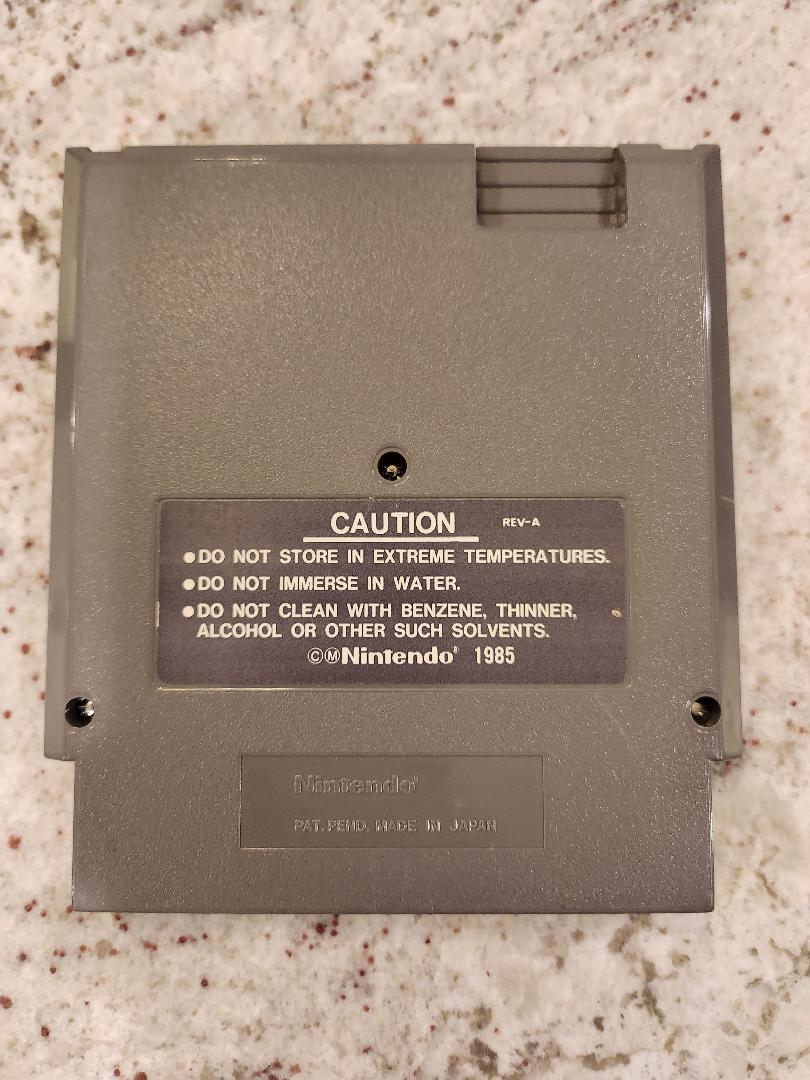 CAUTION REV-A
●DO NOT STORE IN EXTREME TEMPERATURES.
●DO NOT IMMERSE IN WATER.
●DO NOT CLEAN WITH BENZENE, THINNER,
ALCOHOL OR OTHER SUCH SOLVENTS.
©ⓂNintendo® 1985
Nintendo®
PAT. PEND. MADE IN JAPAN